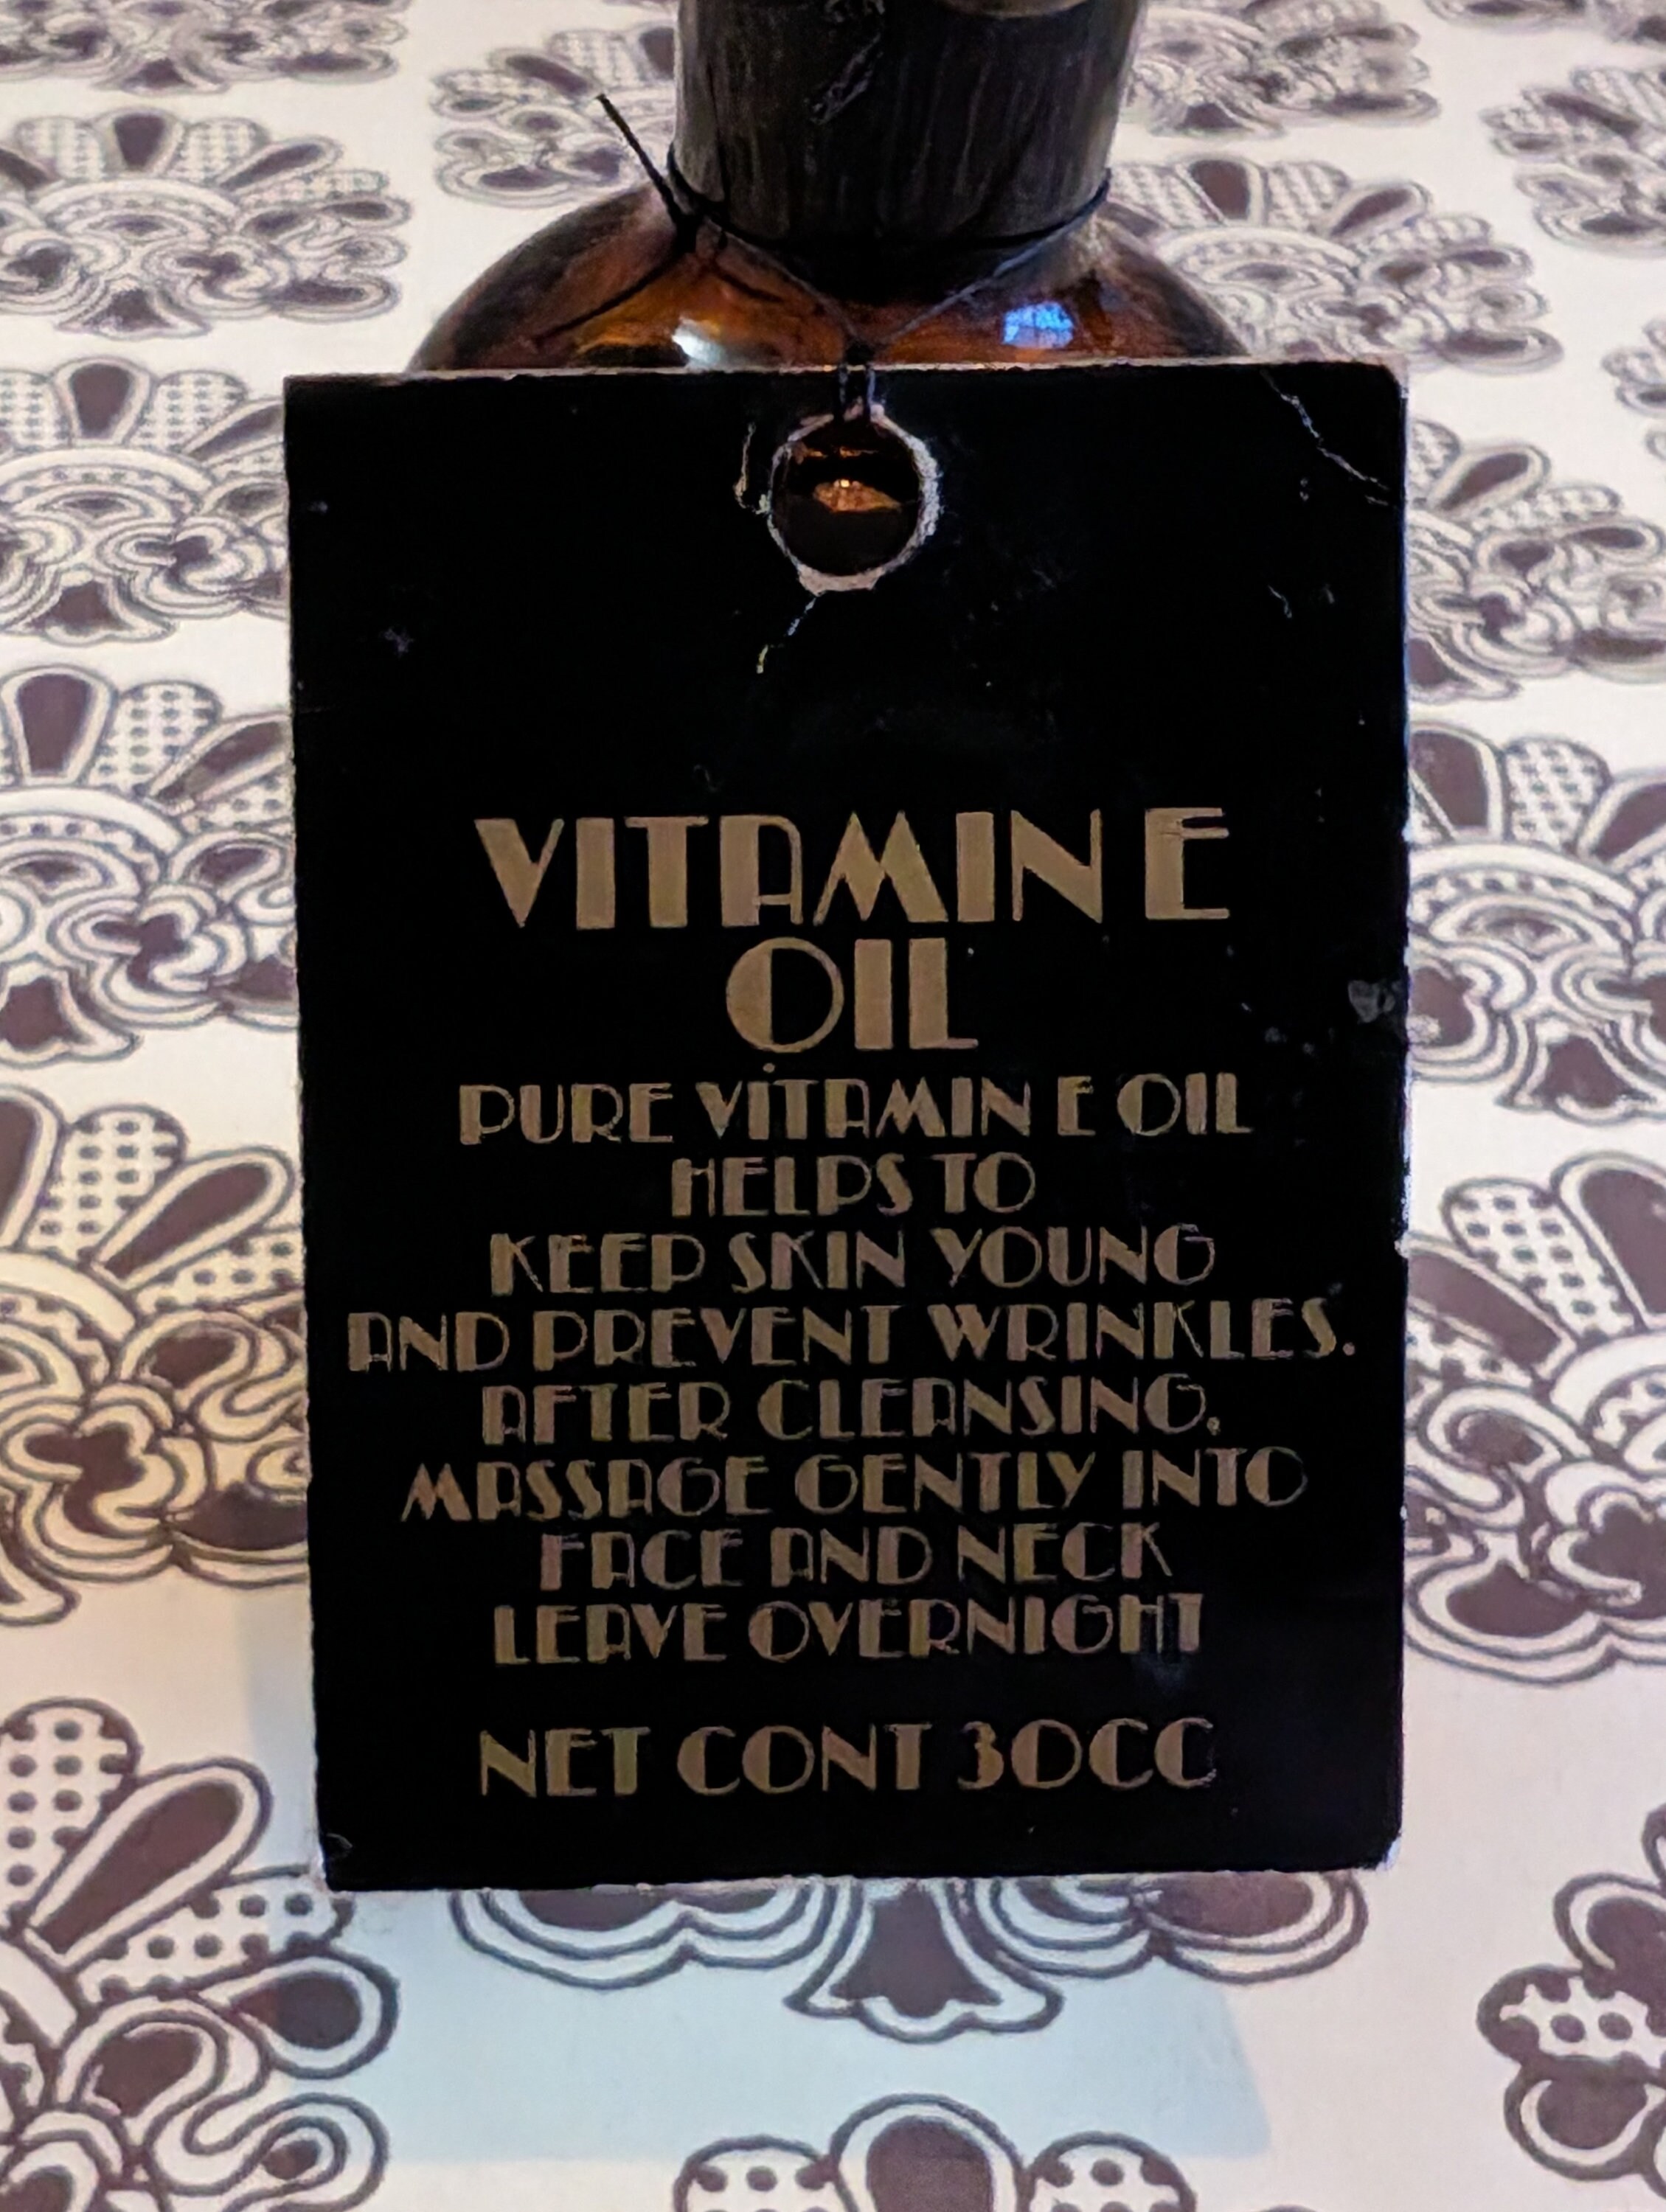 VITAMIN E
OIL
PURE VITAMIN E OIL
HELPS TO
KEEP SKIN YOUNG
AND PREVENT WRINKLES.
AFTER CLEANSING,
MASSAGE GENTLY INTO
FACE AND NECK
LEAVE OVERNIGHT
NET CONT 30CC